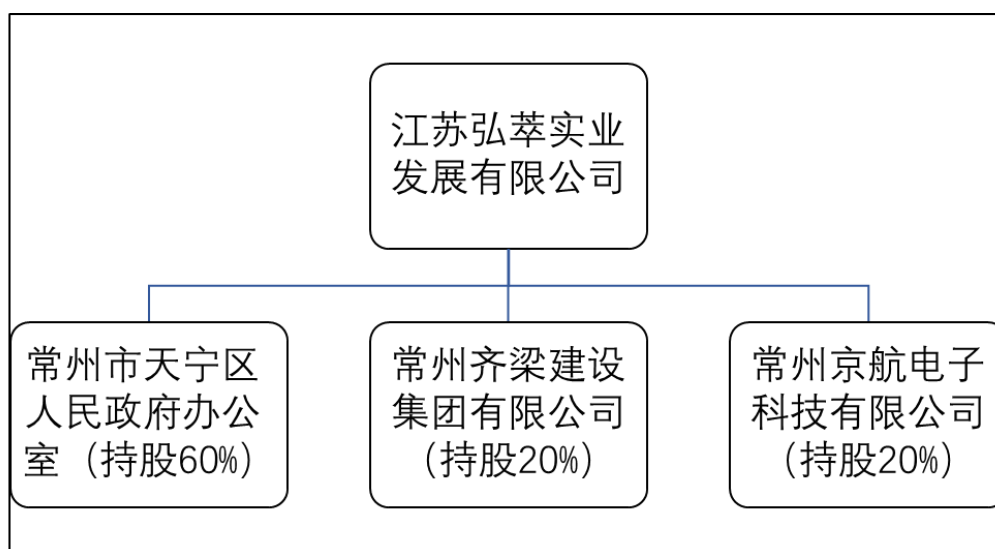 江苏弘萃实业
发展有限公司
常州市天宁区
人民政府办公
室（持股60%）
常州齐梁建设
集团有限公司
（持股20%）
常州京航电子
科技有限公司
（持股20%）